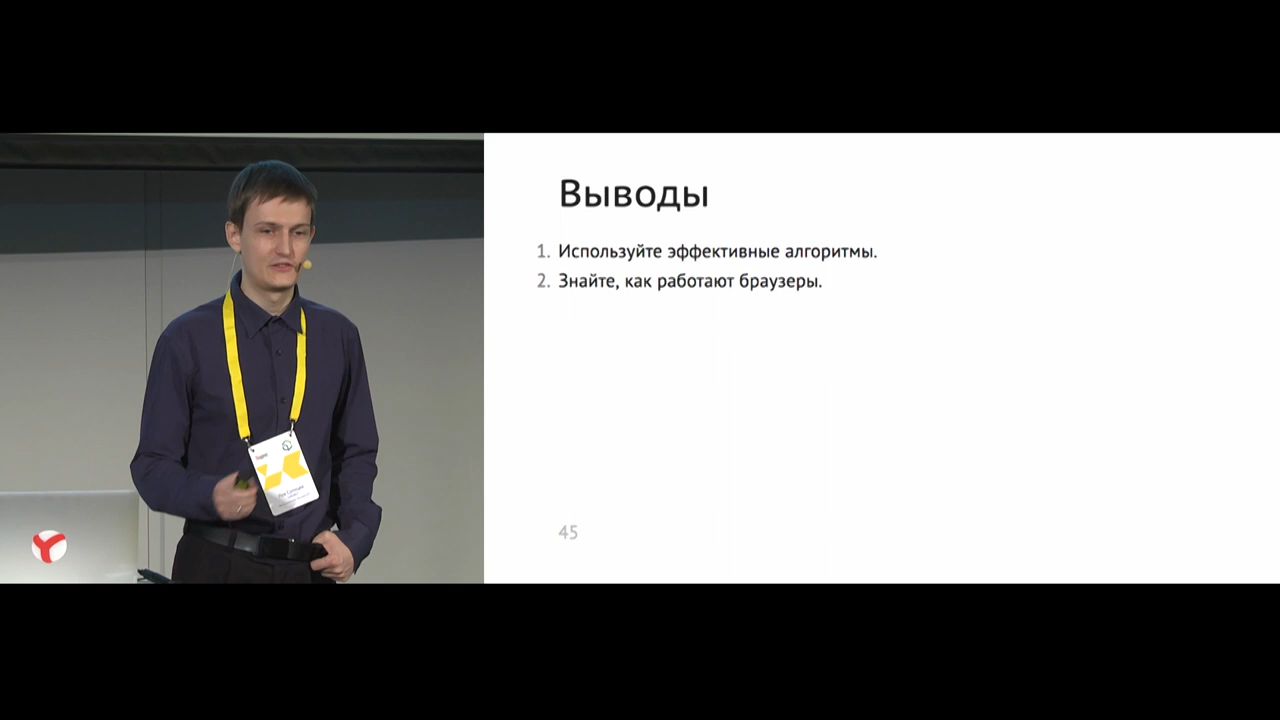 Выводы
1. Используйте эффективные алгоритмы.
2. Знайте, как работают браузеры.
45